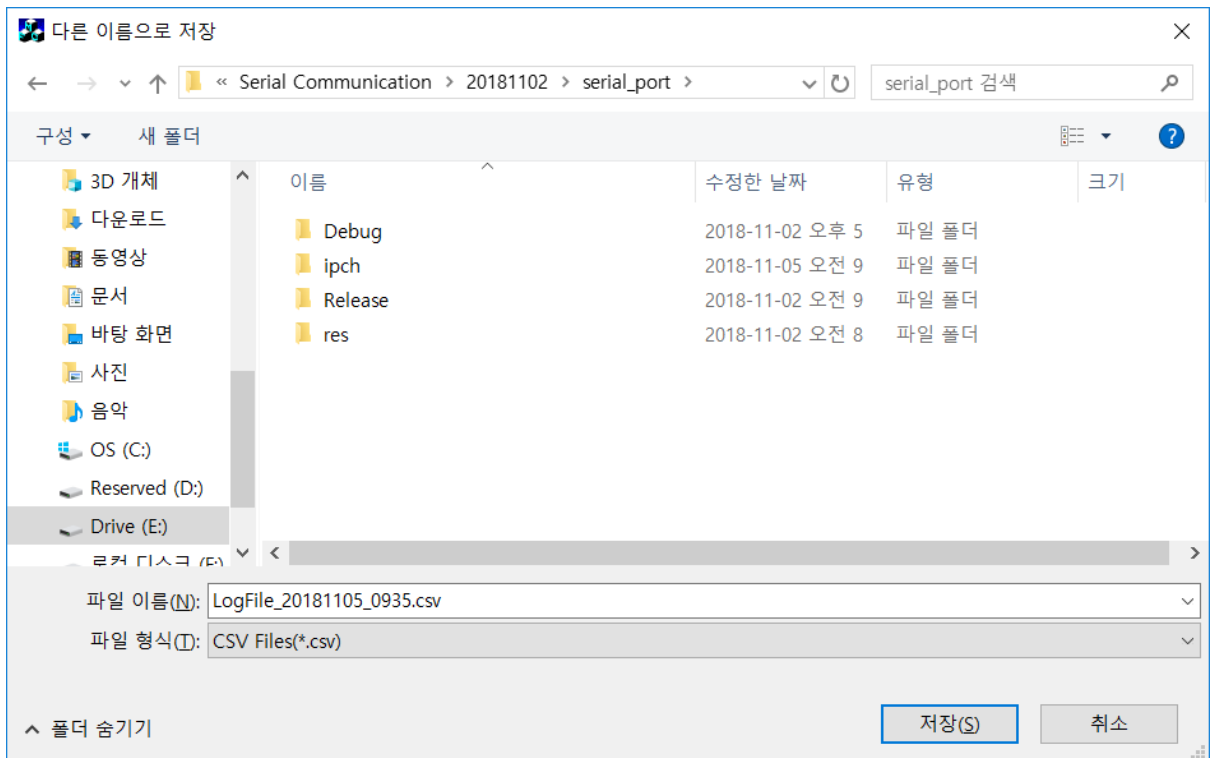 다른 이름으로 저장
« Serial Communication > 20181102 > serial_port >
serial_port 검색
구성
새 폴더
3D 개체
다운로드
동영상
문서
바탕 화면
사진
음악
OS (C:)
Reserved (D:)
Drive (E:)
로컬 디스크 (F:)
이름 수정한 날짜 유형 크기
Debug 2018-11-02 오후 5 파일 폴더
ipch 2018-11-05 오전 9 파일 폴더
Release 2018-11-02 오전 9 파일 폴더
res 2018-11-02 오전 8 파일 폴더
파일 이름(N): LogFile_20181105_0935.csv
파일 형식(T): CSV Files(*.csv)
폴더 숨기기
저장(S)
취소